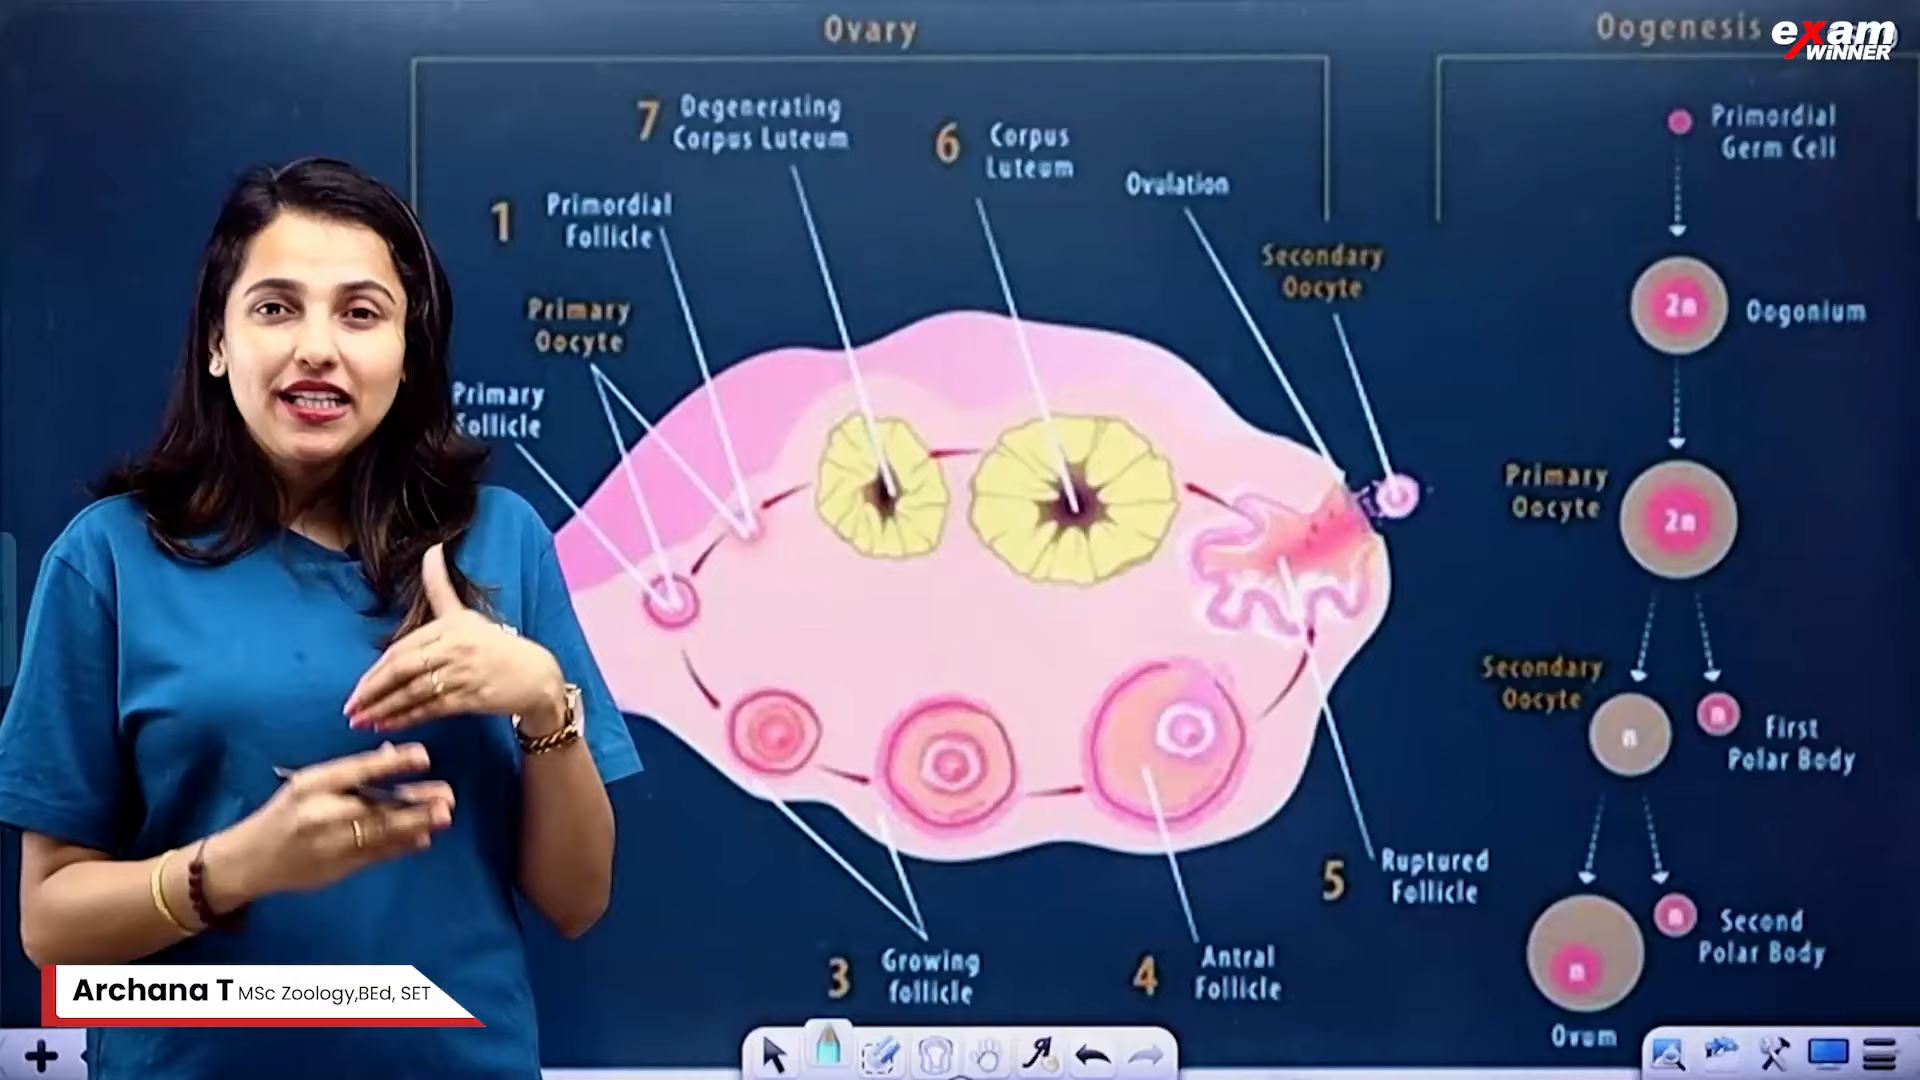 Ovary
Oogenesis
exam
WiNNER
7 Degenerating
Corpus Luteum
6 Corpus
Luteum
Ovulation
1 Primordial
Follicle
Secondary
Oocyte
Primary
Oocyte
Primary
Follicle
3 Growing
follicle
4 Antral
Follicle
5 Ruptured
Follicle
Primordial
Germ Cell
2n
Oogonium
Primary
Oocyte
2n
Secondary
Oocyte
n
n
First
Polar Body
n
Second
Polar Body
n
Ovum
Archana T MSc Zoology,BEd, SET